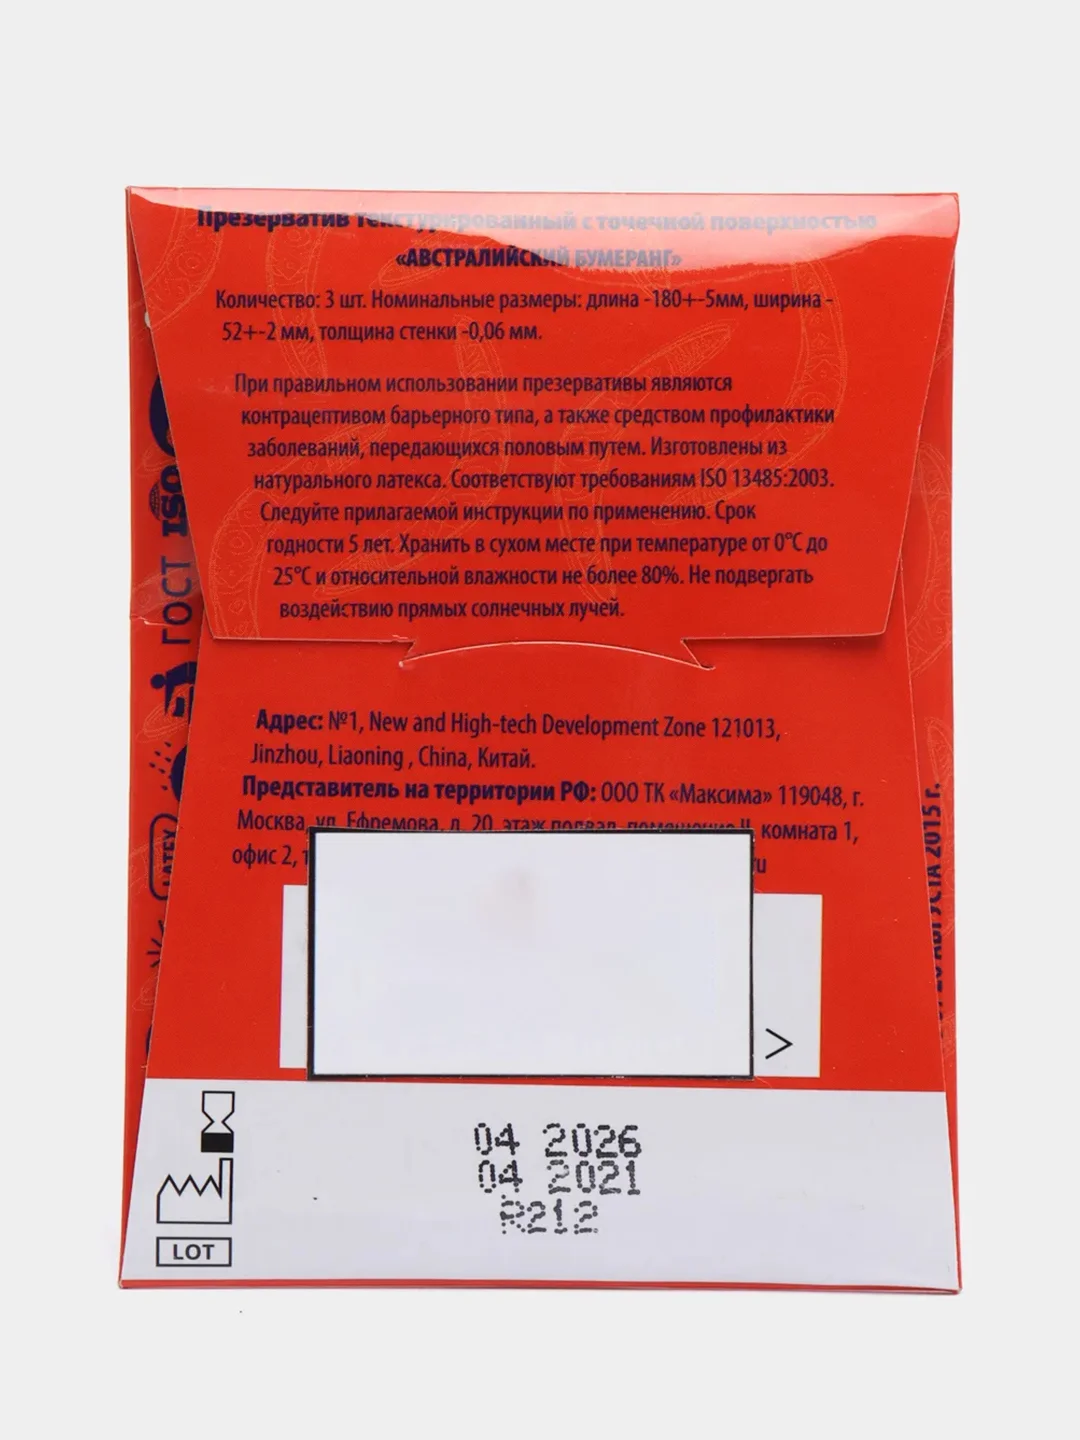 Презерватив текстурированный с точечной поверхностью
«АВСТРАЛИЙСКИЙ БУМЕРАНГ»
Количество: 3 шт. Номинальные размеры: длина -180+-5мм, ширина -
52+-2 мм, толщина стенки -0,06 мм.
При правильном использовании презервативы являются
контрацептивом барьерного типа, а также средством профилактики
заболеваний, передающихся половым путем. Изготовлены из
натурального латекса. Соответствуют требованиям ISO 13485:2003.
Следуйте прилагаемой инструкции по применению. Срок
годности 5 лет. Хранить в сухом месте при температуре от 0°С до
25°С и относительной влажности не более 80%. Не подвергать
воздействию прямых солнечных лучей.
ГОСТ ISO
Адрес: №1, New and High-tech Development Zone 121013,
Jinzhou, Liaoning , China, Китай.
Представитель на территории РФ: ООО ТК «Максима» 119048, г.
Москва, ул. Ефремова, д. 20, этаж подвал, помещение II, комната 1,
офис 2,
АВГУСТА 2015 г.
>
04 2026
04 2021
LOT R212